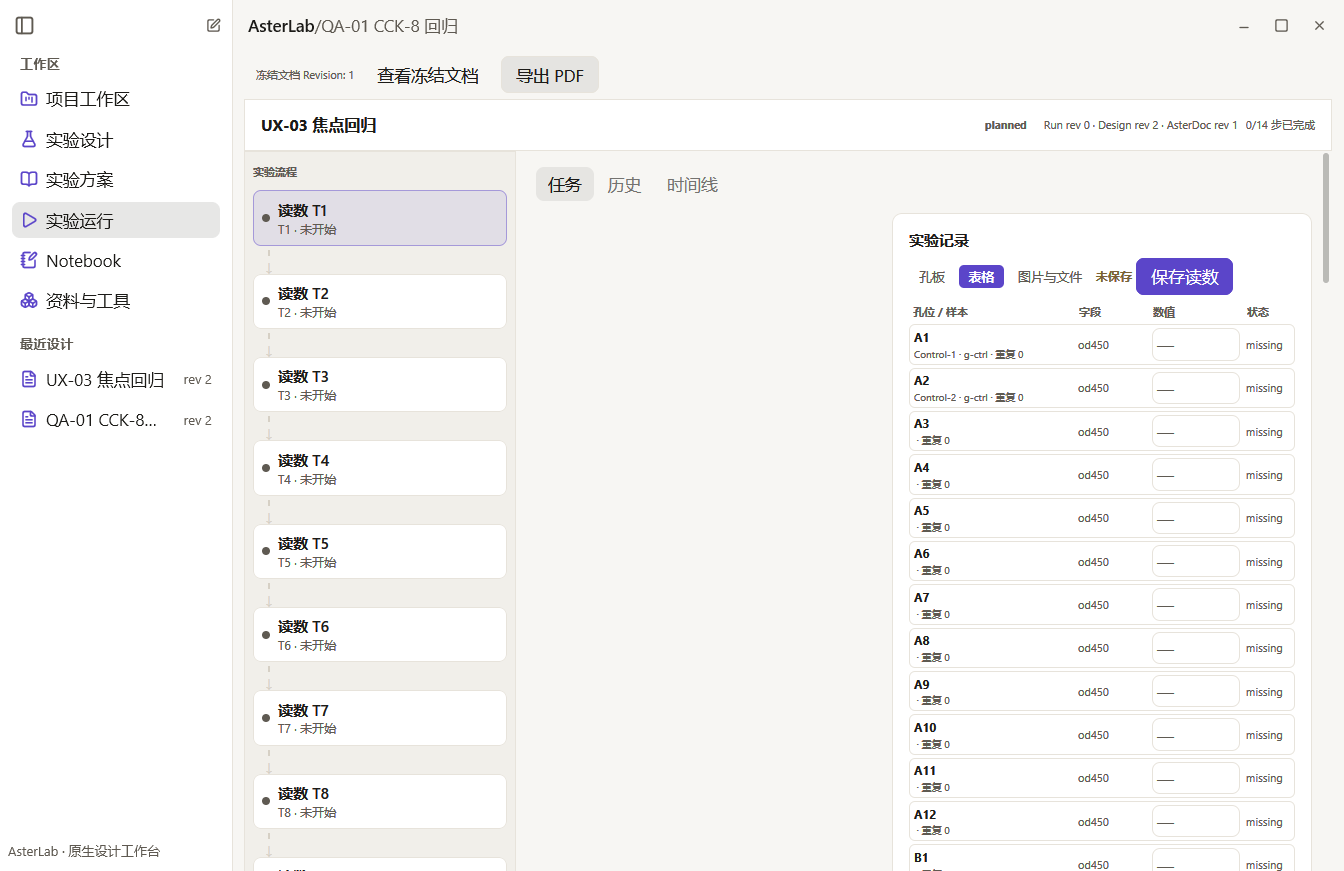 工作区
项目工作区
实验设计
实验方案
实验运行
Notebook
资料与工具
最近设计
UX-03 焦点回归 rev 2
QA-01 CCK-8... rev 2
AsterLab · 原生设计工作台
AsterLab/QA-01 CCK-8 回归
冻结文档 Revision: 1 查看冻结文档 导出 PDF
UX-03 焦点回归
planned Run rev 0 · Design rev 2 · AsterDoc rev 1 0/14 步已完成
实验流程
读数 T1
T1 · 未开始
读数 T2
T2 · 未开始
读数 T3
T3 · 未开始
读数 T4
T4 · 未开始
读数 T5
T5 · 未开始
读数 T6
T6 · 未开始
读数 T7
T7 · 未开始
读数 T8
T8 · 未开始
任务 历史 时间线
实验记录
孔板 表格 图片与文件 未保存 保存读数
孔位 / 样本 字段 数值 状态
A1 od450 — missing
Control-1 · g-ctrl · 重复 0
A2 od450 — missing
Control-2 · g-ctrl · 重复 0
A3 od450 — missing
· 重复 0
A4 od450 — missing
· 重复 0
A5 od450 — missing
· 重复 0
A6 od450 — missing
· 重复 0
A7 od450 — missing
· 重复 0
A8 od450 — missing
· 重复 0
A9 od450 — missing
· 重复 0
A10 od450 — missing
· 重复 0
A11 od450 — missing
· 重复 0
A12 od450 — missing
· 重复 0
B1 od450 — missing